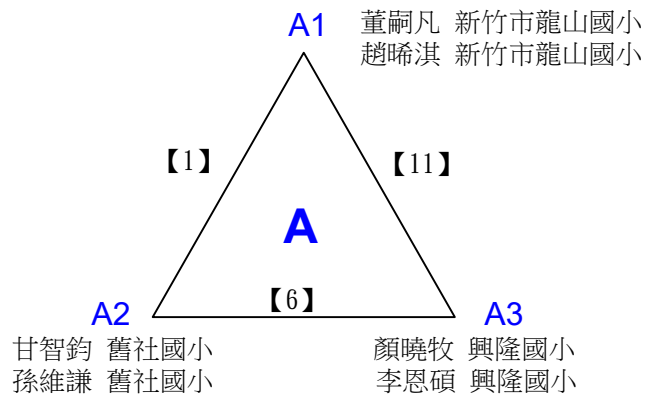 A1
董嗣凡 新竹市龍山國小
趙晞淇 新竹市龍山國小
【1】
【11】
A
【6】
A2
A3
甘智鈞 舊社國小
孫維謙 舊社國小
顏曉牧 興隆國小
李恩碩 興隆國小